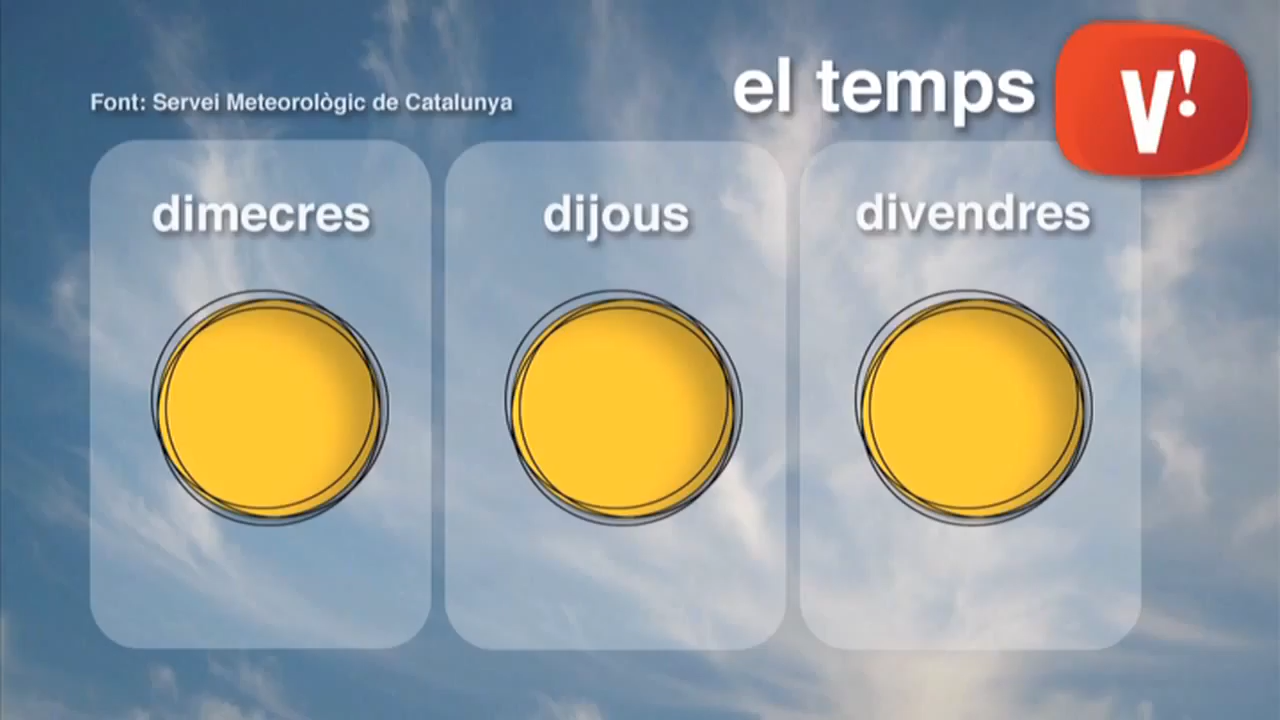 el temps
V!
Font: Servei Meteorològic de Catalunya
dimecres
dijous
divendres